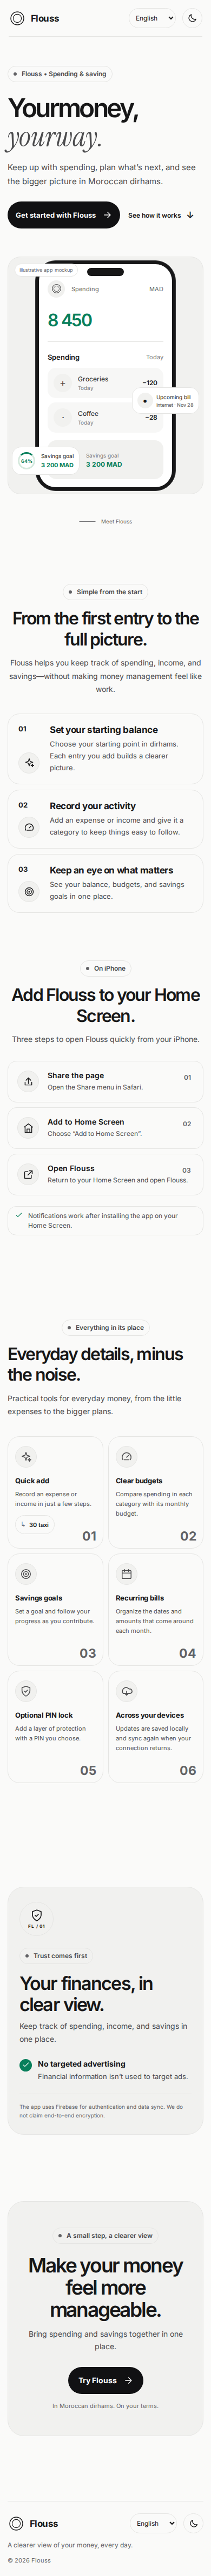 Flouss
English
Flouss • Spending & saving
Yourmoney,
yourway.
Keep up with spending, plan what's next, and see
the bigger picture in Moroccan dirhams.
Get started with Flouss
See how it works
Illustrative app mockup
Spending
MAD
8 450
Spending
Today
Groceries
Today
−120
Upcoming bill
Internet · Nov 28
Coffee
Today
−28
64%
Savings goal
3 200 MAD
Savings goal
3 200 MAD
Meet Flouss
Simple from the start
From the first entry to the
full picture.
Flouss helps you keep track of spending, income, and
savings—without making money management feel like
work.
01
Set your starting balance
Choose your starting point in dirhams.
Each entry you add builds a clearer
picture.
02
Record your activity
Add an expense or income and give it a
category to keep things easy to follow.
03
Keep an eye on what matters
See your balance, budgets, and savings
goals in one place.
On iPhone
Add Flouss to your Home
Screen.
Three steps to open Flouss quickly from your iPhone.
Share the page
01
Open the Share menu in Safari.
Add to Home Screen
02
Choose “Add to Home Screen”.
Open Flouss
03
Return to your Home Screen and open Flouss.
Notifications work after installing the app on your
Home Screen.
Everything in its place
Everyday details, minus
the noise.
Practical tools for everyday money, from the little
expenses to the bigger plans.
Quick add
Record an expense or
income in just a few steps.
30 taxi
01
Clear budgets
Compare spending in each
category with its monthly
budget.
02
Savings goals
Set a goal and follow your
progress as you contribute.
03
Recurring bills
Organize the dates and
amounts that come around
each month.
04
Optional PIN lock
Add a layer of protection
with a PIN you choose.
05
Across your devices
Updates are saved locally
and sync again when your
connection returns.
06
FL / 01
Trust comes first
Your finances, in
clear view.
Keep track of spending, income, and savings in
one place.
No targeted advertising
Financial information isn't used to target ads.
The app uses Firebase for authentication and data sync. We do
not claim end-to-end encryption.
A small step, a clearer view
Make your money
feel more
manageable.
Bring spending and savings together in one
place.
Try Flouss
In Moroccan dirhams. On your terms.
Flouss
English
A clearer view of your money, every day.
© 2026 Flouss